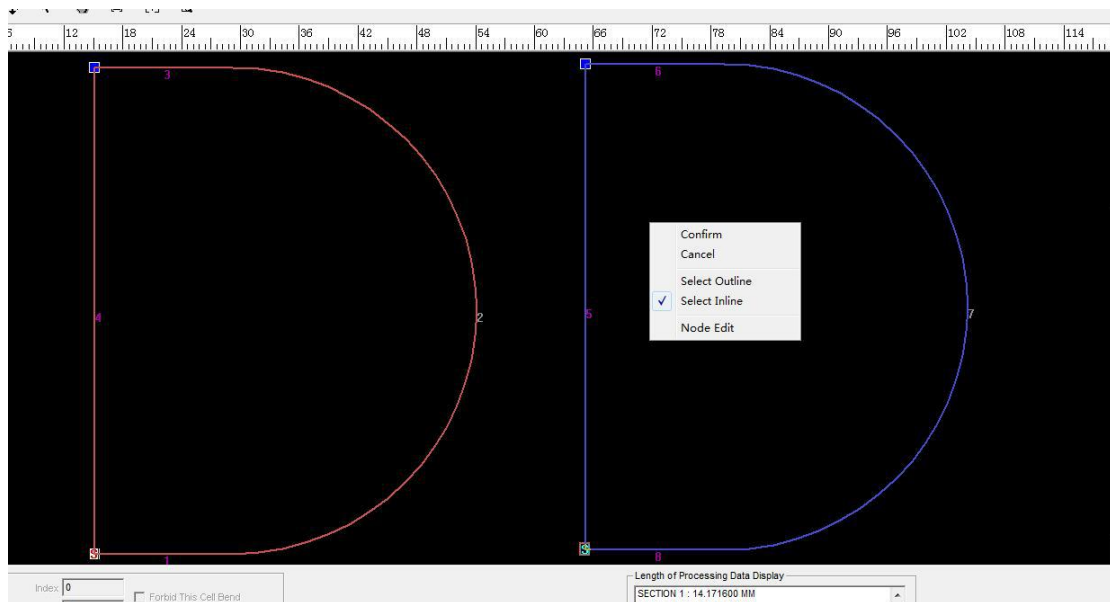 6 12 18 24 30 36 42 48 54 60 66 72 78 84 90 96 102 108 114
3 6
Confirm
Cancel
Select Outline
Select Inline
Node Edit
4 2 5 7
S S
1 8
Index 0
Forbid This Cell Bend
Length of Processing Data Display
SECTION 1 : 14.171600 MM